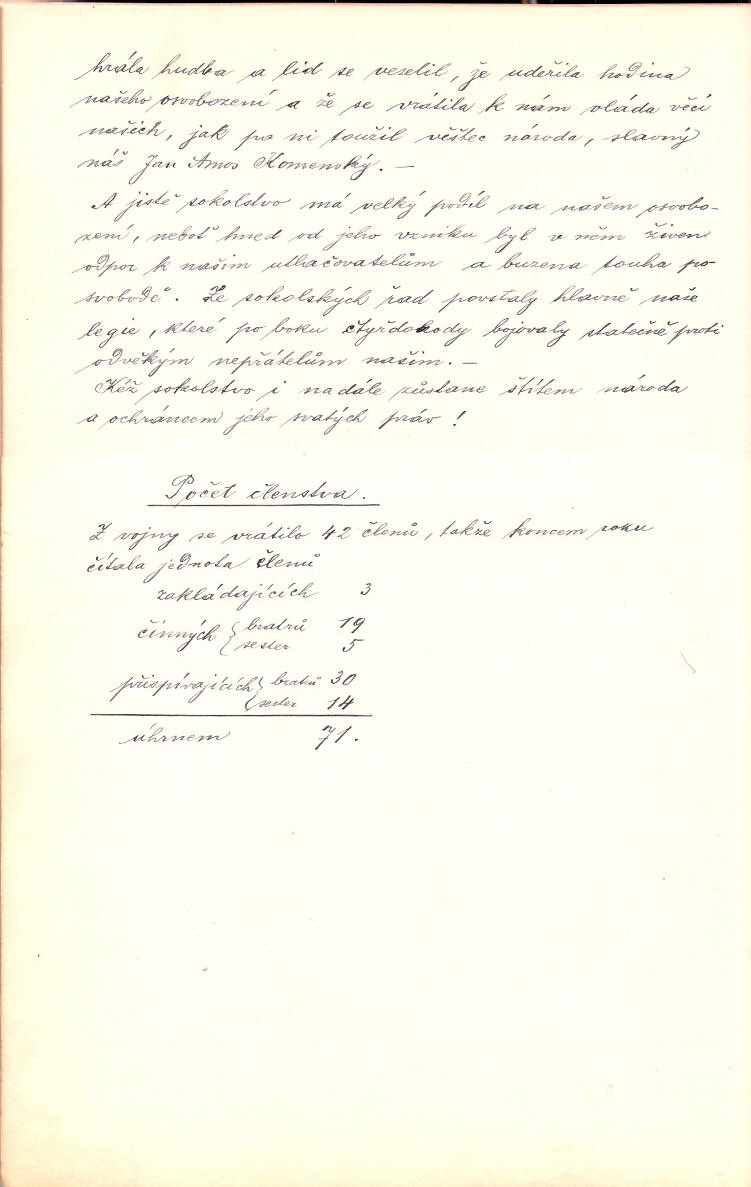 hrála hudba a lid se veselil, že udeřila hodina
našeho osvobození a že se vrátila k nám vláda věcí
našich, jak po ni toužil věštec národa, slavný
náš Jan Amos Komenský. —
A jistě sokolstvo má velký podíl na našem osvobo-
zení, neboť hned od jeho vzniku byl v něm živen
odpor k našim utlačovatelům a buzena touha po
svobodě. Ze sokolských řad povstaly hlavně naše
legie, které po boku čtyřdohody bojovaly statečně proti
odvěkým nepřátelům našim. —
Kéž sokolstvo i nadále zůstane štítem národa
a ochráncem jeho svatých práv !
Počet členstva.
Z vojny se vrátilo 42 členů, takže koncem roku
čítala jednota členů
zakládajících 3
činných { bratrů 19
sester 5
přispívajících { bratrů 30
sester 14
úhrnem 71.